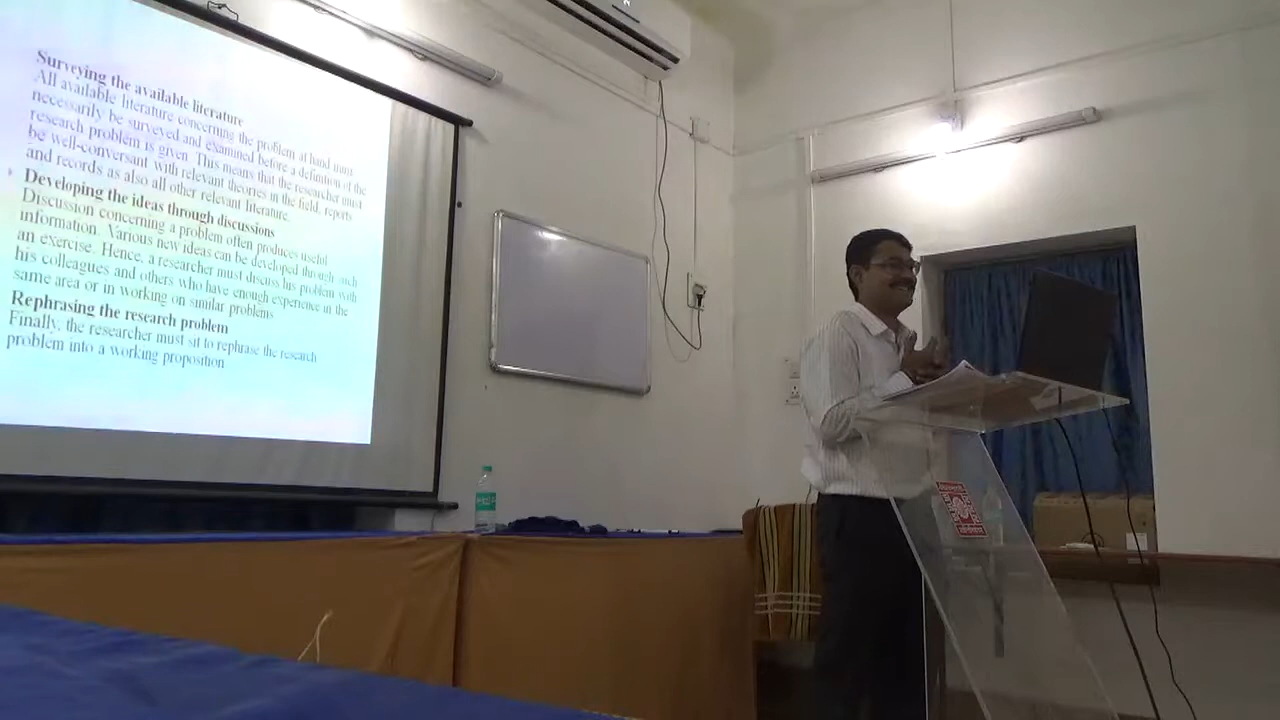 Surveying the available literature
All available literature concerning the problem at hand must
necessarily be surveyed and examined before a definition of the
research problem is given. This means that the researcher must
be well-conversant with relevant theories in the field, reports
and records as also all other relevant literature.
Developing the ideas through discussions
Discussion concerning a problem often produces useful
information. Various new ideas can be developed through such
an exercise. Hence, a researcher must discuss his problem with
his colleagues and others who have enough experience in the
same area or in working on similar problems
Rephrasing the research problem
Finally, the researcher must sit to rephrase the research
problem into a working proposition